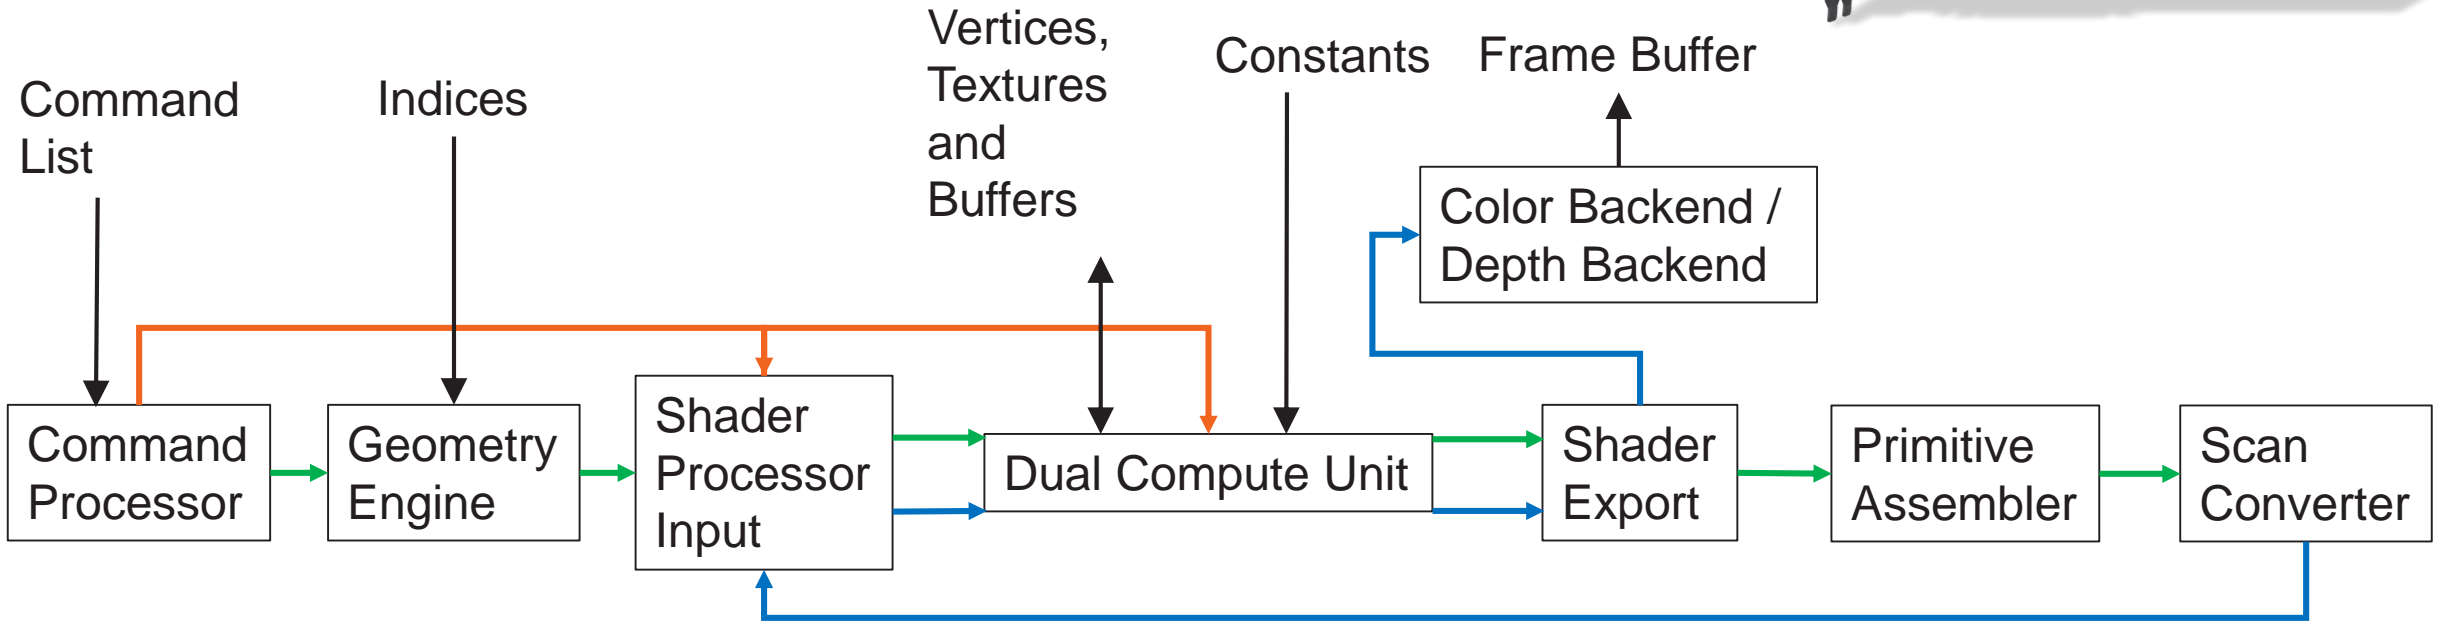 Command
List
Indices
Vertices,
Textures
and
Buffers
Constants
Frame Buffer
Color Backend /
Depth Backend
Command
Processor
Geometry
Engine
Shader
Processor
Input
Dual Compute Unit
Shader
Export
Primitive
Assembler
Scan
Converter